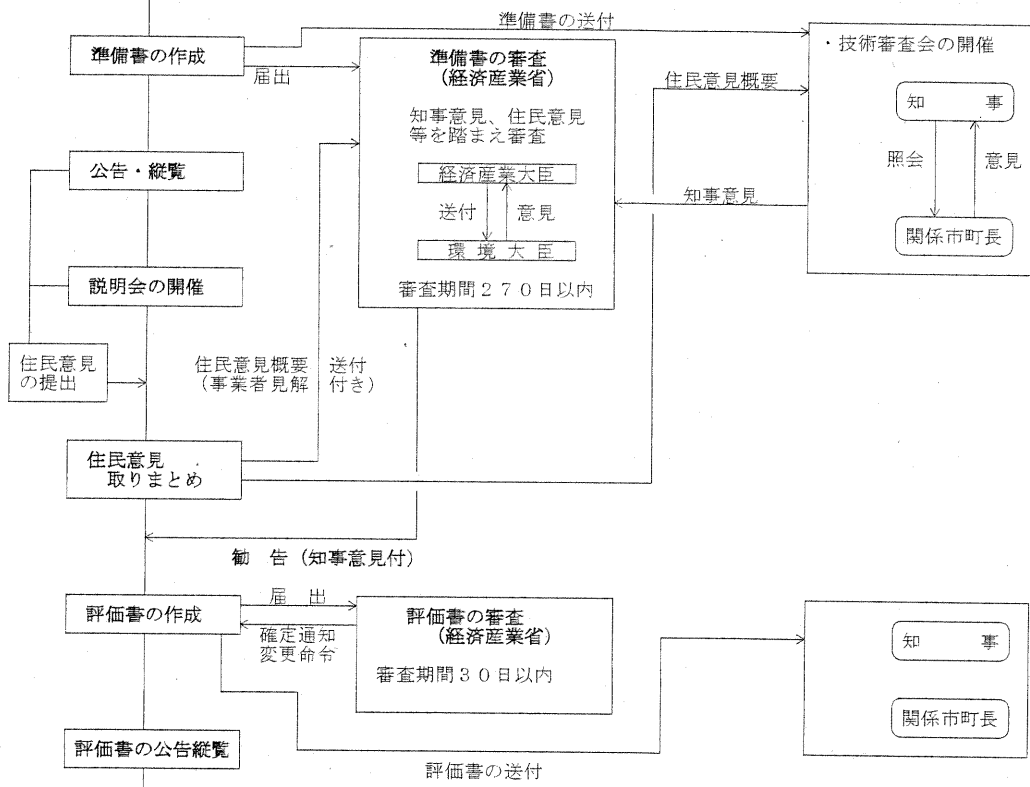 準備書の送付
準備書の作成
届出
準備書の審査
(経済産業省)
知事意見、住民意見
等を踏まえ審査
経済産業大臣
送付
意見
環境大臣
審査期間270日以内
・技術審査会の開催
知 事
照会
意見
関係市町長
住民意見概要
知事意見
公告・縦覧
説明会の開催
住民意見
の提出
住民意見概要 送付
(事業者見解 付き)
住民意見
取りまとめ
勧 告(知事意見付)
評価書の作成
届 出
確定通知
変更命令
評価書の審査
(経済産業省)
審査期間30日以内
知 事
関係市町長
評価書の公告縦覧
評価書の送付